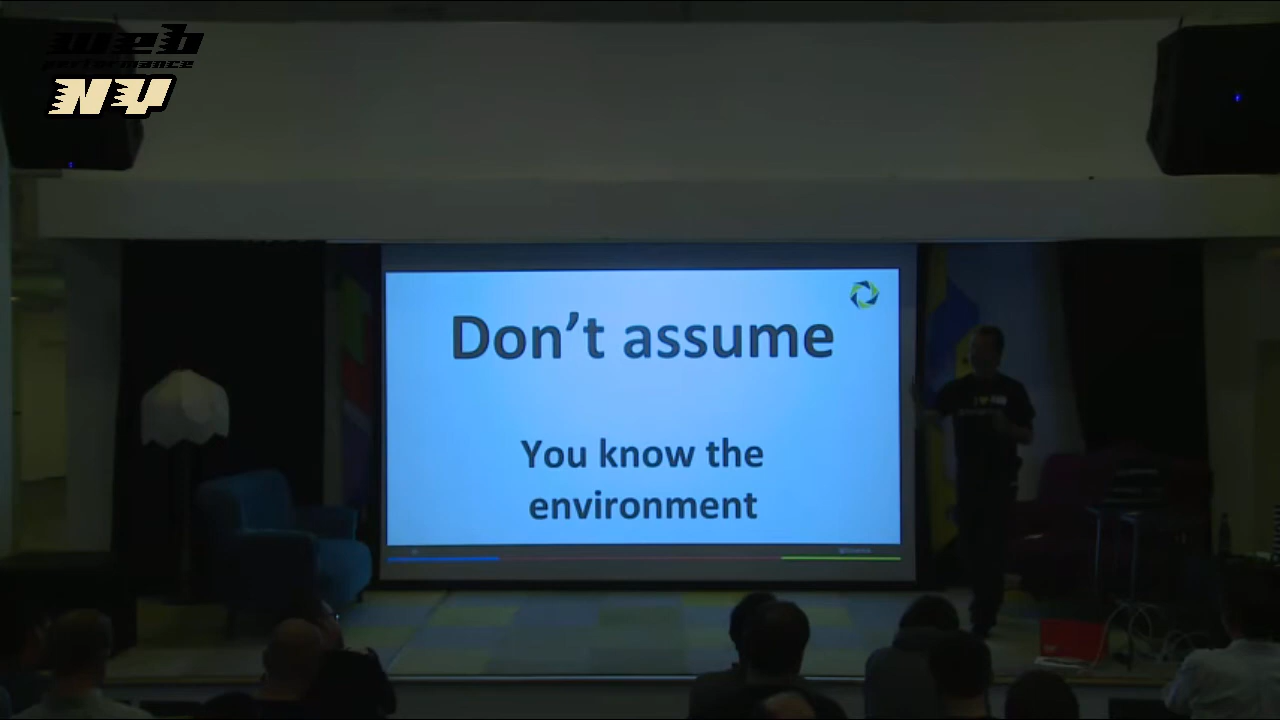 web
performance
NY
Don't assume
You know the
environment